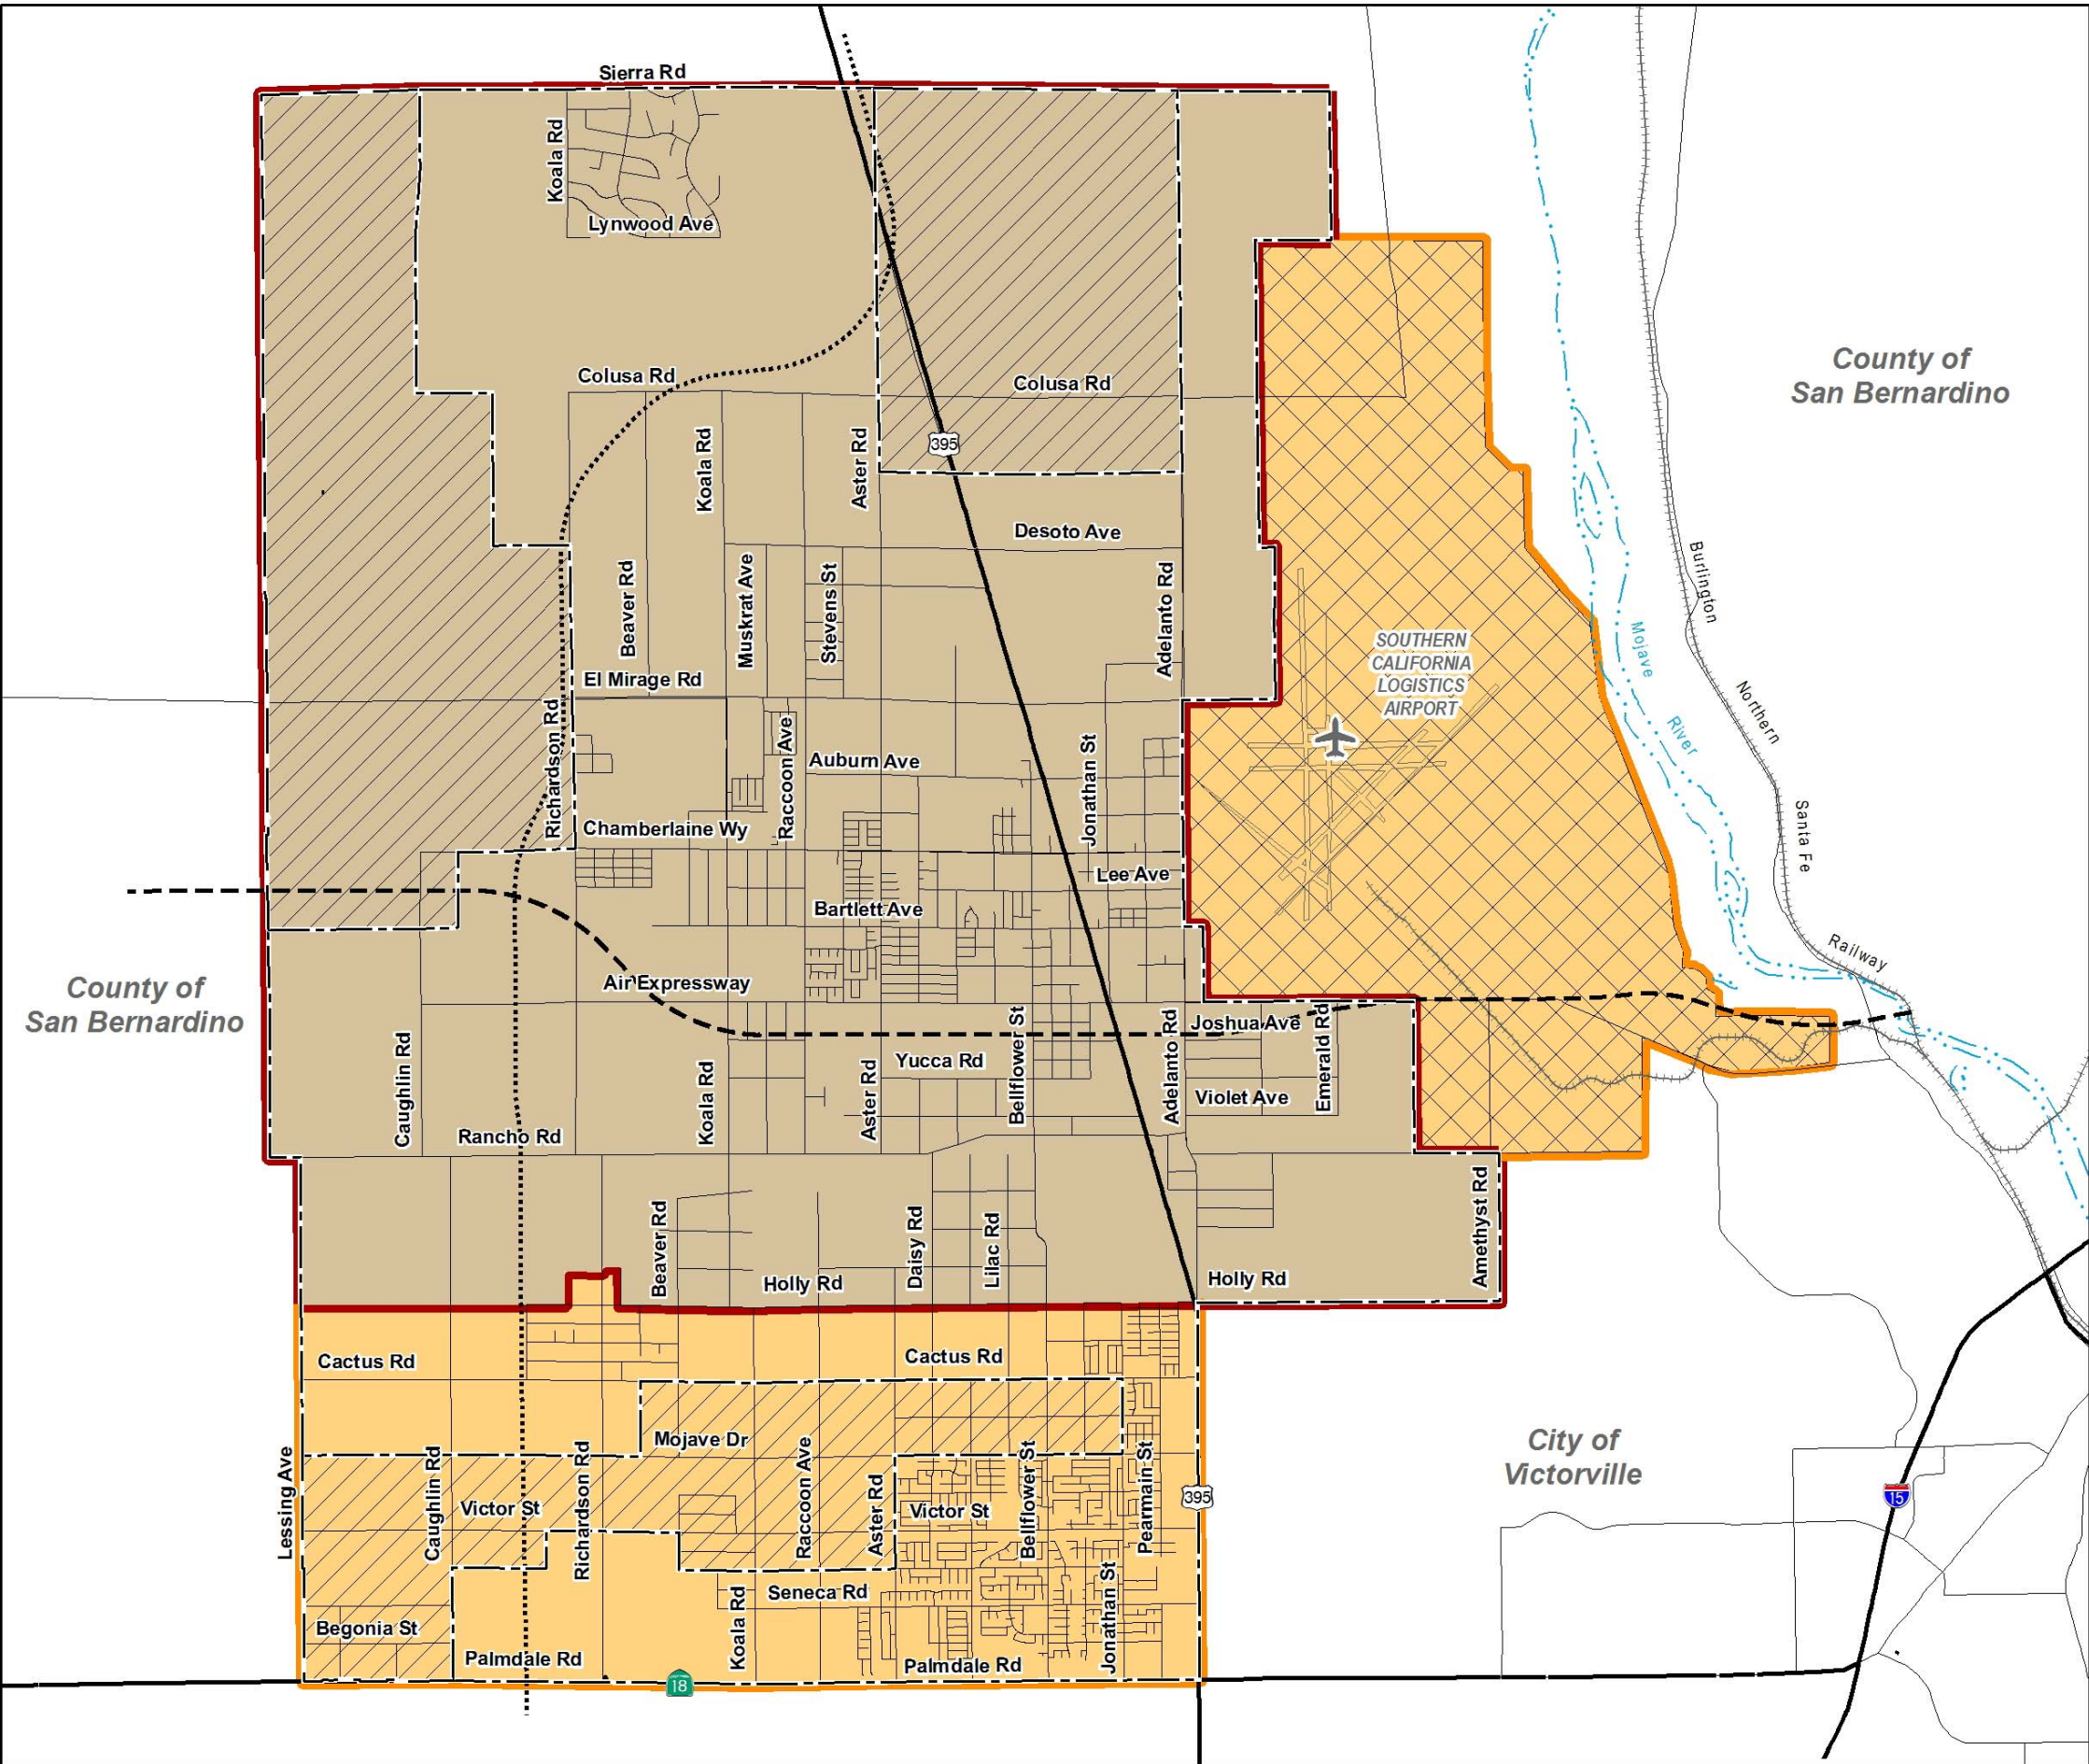 Sierra Rd
Koala Rd
Lynwood Ave
County of
San Bernardino
Colusa Rd
Colusa Rd
395
Koala Rd
Aster Rd
Desoto Ave
Burlington
Beaver Rd
Muskrat Ave
Stevens St
Adelanto Rd
SOUTHERN
CALIFORNIA
LOGISTICS
AIRPORT
Mojave
El Mirage Rd
Northern
River
Richardson Rd
Raccoon Ave
Auburn Ave
Jonathan St
Chamberlaine Wy
Santa Fe
Lee Ave
Bartlett Ave
Railway
Air Expressway
County of
San Bernardino
Joshua Ave
Caughlin Rd
Koala Rd
Aster Rd
Yucca Rd
Bellflower St
Adelanto Rd
Violet Ave
Emerald Rd
Rancho Rd
Beaver Rd
Daisy Rd
Lilac Rd
Amethyst Rd
Holly Rd
Holly Rd
Cactus Rd
Cactus Rd
Mojave Dr
City of
Victorville
Lessing Ave
Caughlin Rd
Victor St
Richardson Rd
Raccoon Ave
Aster Rd
Victor St
Bellflower St
Pearmain St
395
15
Seneca Rd
Koala Rd
Jonathan St
Begonia St
Palmdale Rd
Palmdale Rd
18